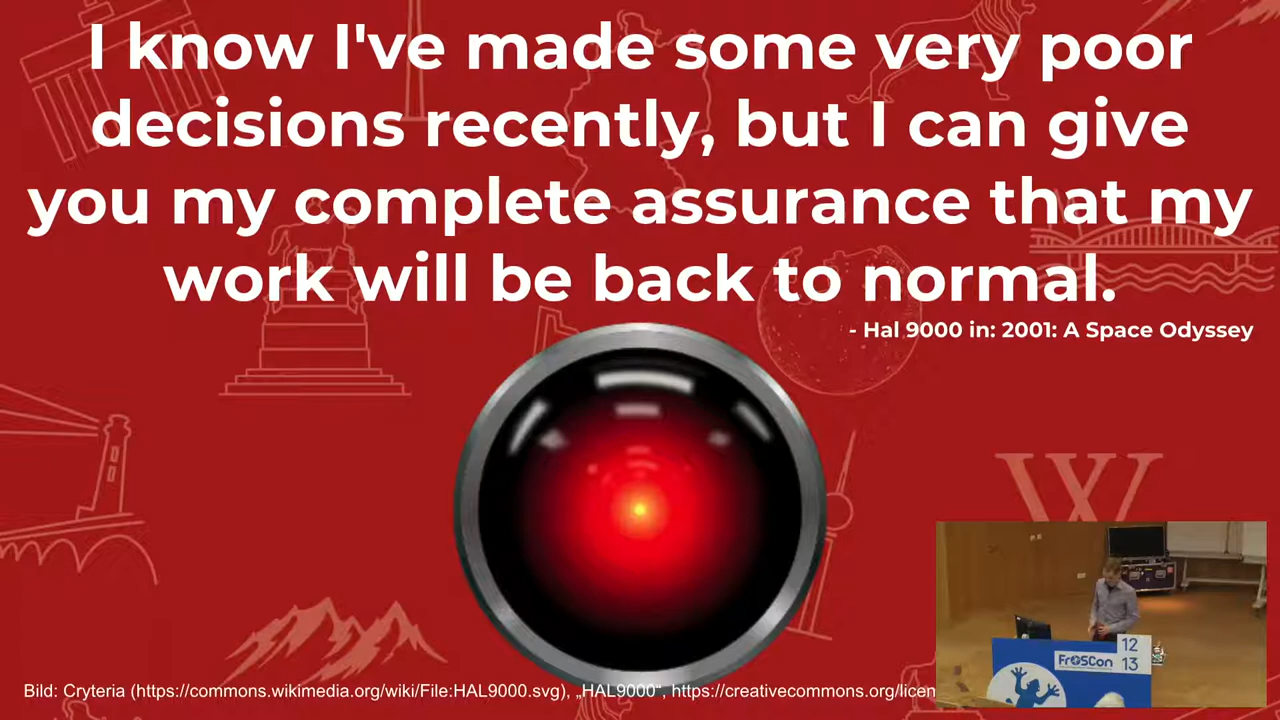 I know I've made some very poor
decisions recently, but I can give
you my complete assurance that my
work will be back to normal.
- Hal 9000 in: 2001: A Space Odyssey
W
Bild: Cryteria (https://commons.wikimedia.org/wiki/File:HAL9000.svg), „HAL9000“, https://creativecommons.org/licen
12
FrOSCon
13